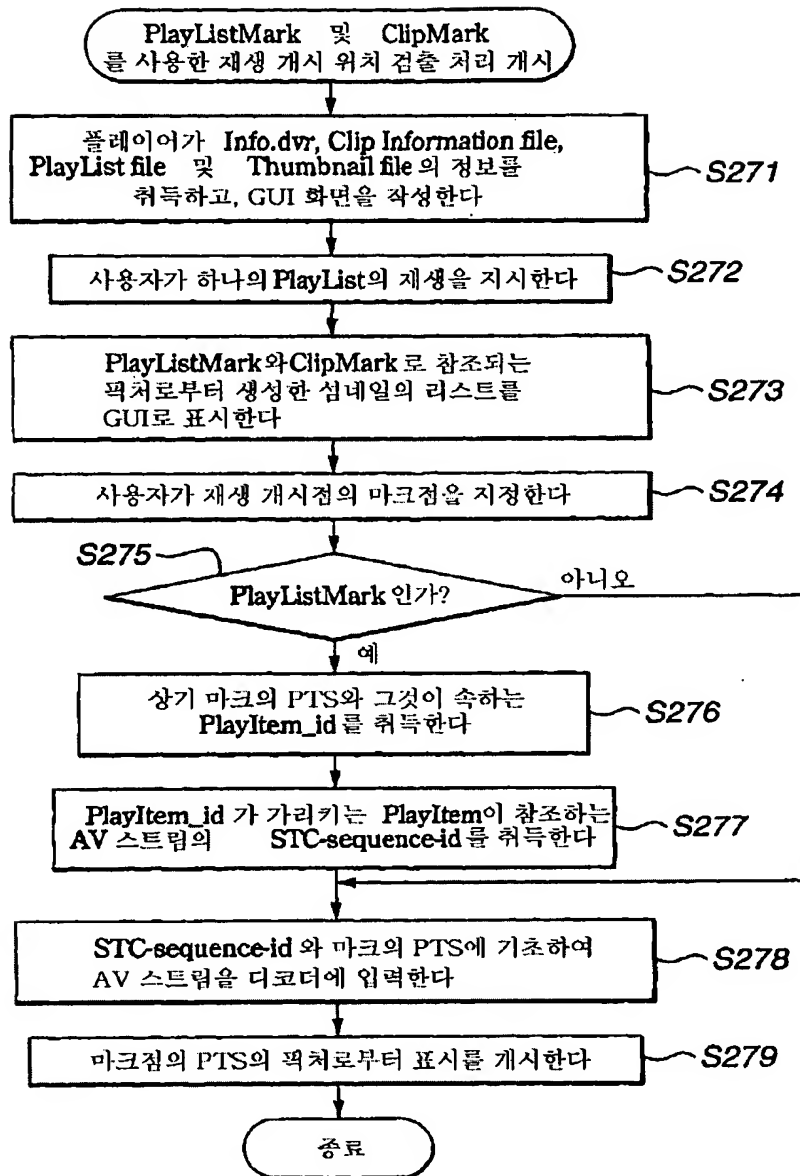 PlayListMark 및 ClipMark
를 사용한 재생 개시 위치 검출 처리 개시
플레이어가 Info.dvr, Clip Information file,
PlayList file 및 Thumbnail file의 정보를
취득하고, GUI 화면을 작성한다
S271
사용자가 하나의 PlayList의 재생을 지시한다
S272
PlayListMark와ClipMark로 참조되는
픽처로부터 생성한 섬네일의 리스트를
GUI로 표시한다
S273
사용자가 재생 개시점의 마크점을 지정한다
S274
S275
PlayListMark 인가?
아니오
예
상기 마크의 PTS와 그것이 속하는
PlayItem_id를 취득한다
S276
PlayItem_id 가 가리키는 PlayItem이 참조하는
AV 스트림의 STC-sequence-id를 취득한다
S277
STC-sequence-id 와 마크의 PTS에 기초하여
AV 스트림을 디코더에 입력한다
S278
마크점의 PTS의 픽처로부터 표시를 개시한다
S279
종료